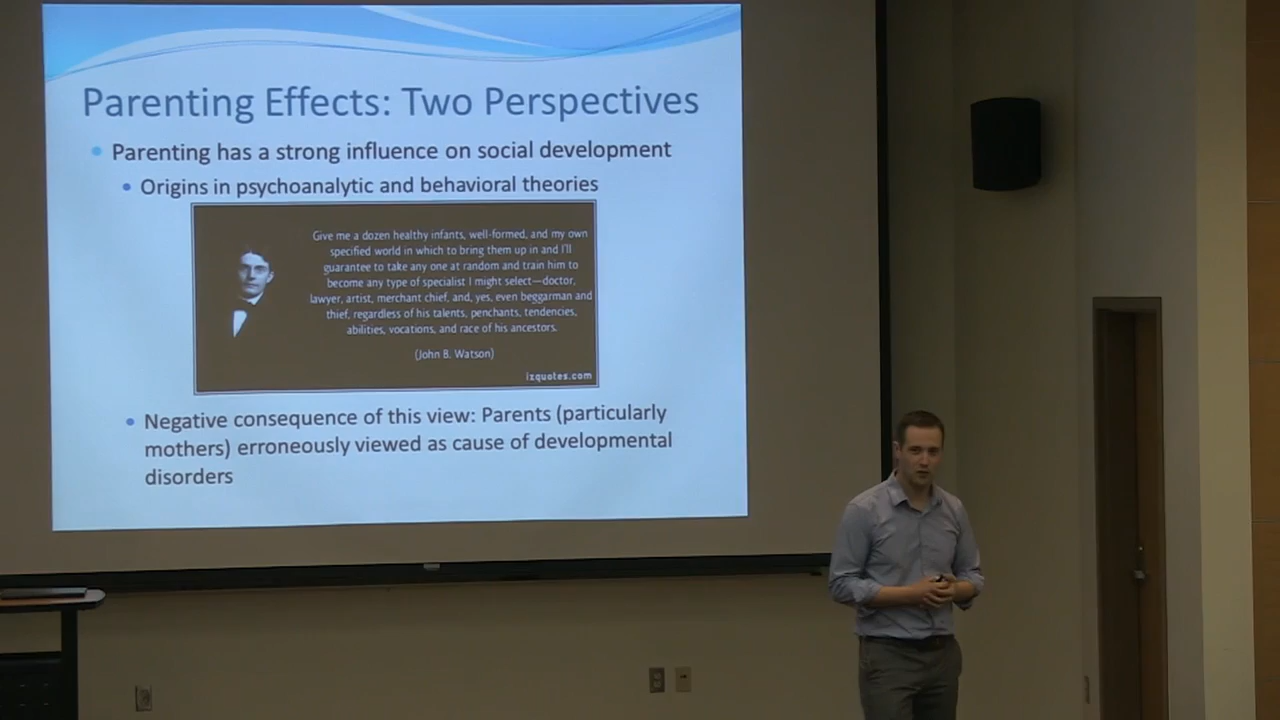 Parenting Effects: Two Perspectives
Parenting has a strong influence on social development
Origins in psychoanalytic and behavioral theories
Give me a dozen healthy infants, well-formed, and my own
specified world in which to bring them up in and I'll
guarantee to take any one at random and train him to
become any type of specialist I might select—doctor,
lawyer, artist, merchant chief, and, yes, even beggarman and
thief, regardless of his talents, penchants, tendencies,
abilities, vocations, and race of his ancestors.
(John B. Watson)
izquotes.com
Negative consequence of this view: Parents (particularly
mothers) erroneously viewed as cause of developmental
disorders